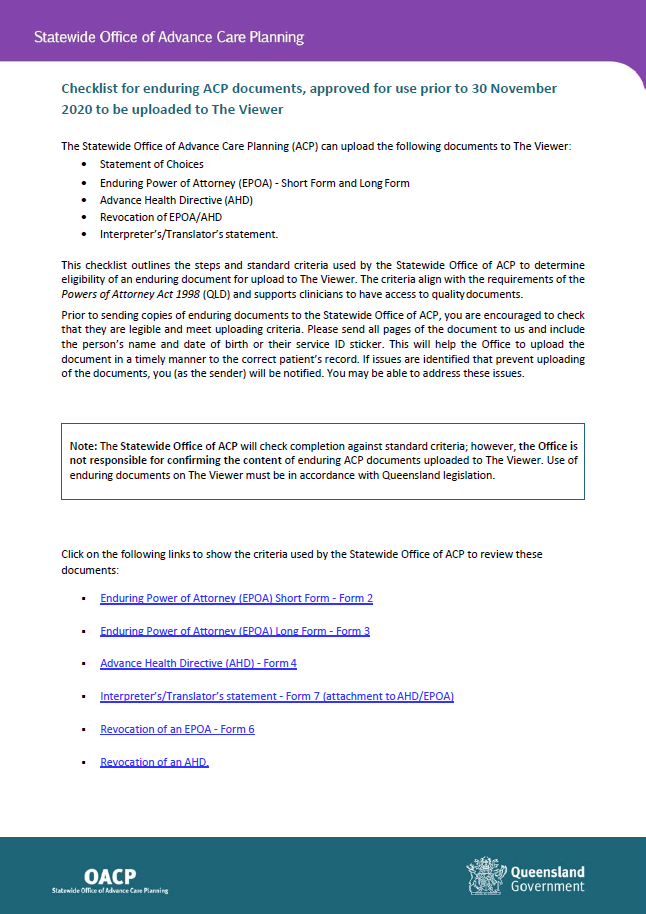 Statewide Office of Advance Care Planning
Checklist for enduring ACP documents, approved for use prior to 30 November
2020 to be uploaded to The Viewer
The Statewide Office of Advance Care Planning (ACP) can upload the following documents to The Viewer:
• Statement of Choices
• Enduring Power of Attorney (EPOA) - Short Form and Long Form
• Advance Health Directive (AHD)
• Revocation of EPOA/AHD
• Interpreter's/Translator's statement.
This checklist outlines the steps and standard criteria used by the Statewide Office of ACP to determine
eligibility of an enduring document for upload to The Viewer. The criteria align with the requirements of the
Powers of Attorney Act 1998 (QLD) and supports clinicians to have access to quality documents.
Prior to sending copies of enduring documents to the Statewide Office of ACP, you are encouraged to check
that they are legible and meet uploading criteria. Please send all pages of the document to us and include
the person's name and date of birth or their service ID sticker. This will help the Office to upload the
document in a timely manner to the correct patient's record. If issues are identified that prevent uploading
of the documents, you (as the sender) will be notified. You may be able to address these issues.
Note: The Statewide Office of ACP will check completion against standard criteria; however, the Office is
not responsible for confirming the content of enduring ACP documents uploaded to The Viewer. Use of
enduring documents on The Viewer must be in accordance with Queensland legislation.
Click on the following links to show the criteria used by the Statewide Office of ACP to review these
documents:
▪ Enduring Power of Attorney (EPOA) Short Form - Form 2
▪ Enduring Power of Attorney (EPOA) Long Form - Form 3
▪ Advance Health Directive (AHD) - Form 4
▪ Interpreter's/Translator's statement - Form 7 (attachment to AHD/EPOA)
▪ Revocation of an EPOA - Form 6
▪ Revocation of an AHD.
OACP
Statewide Office of Advance Care Planning
Queensland
Government